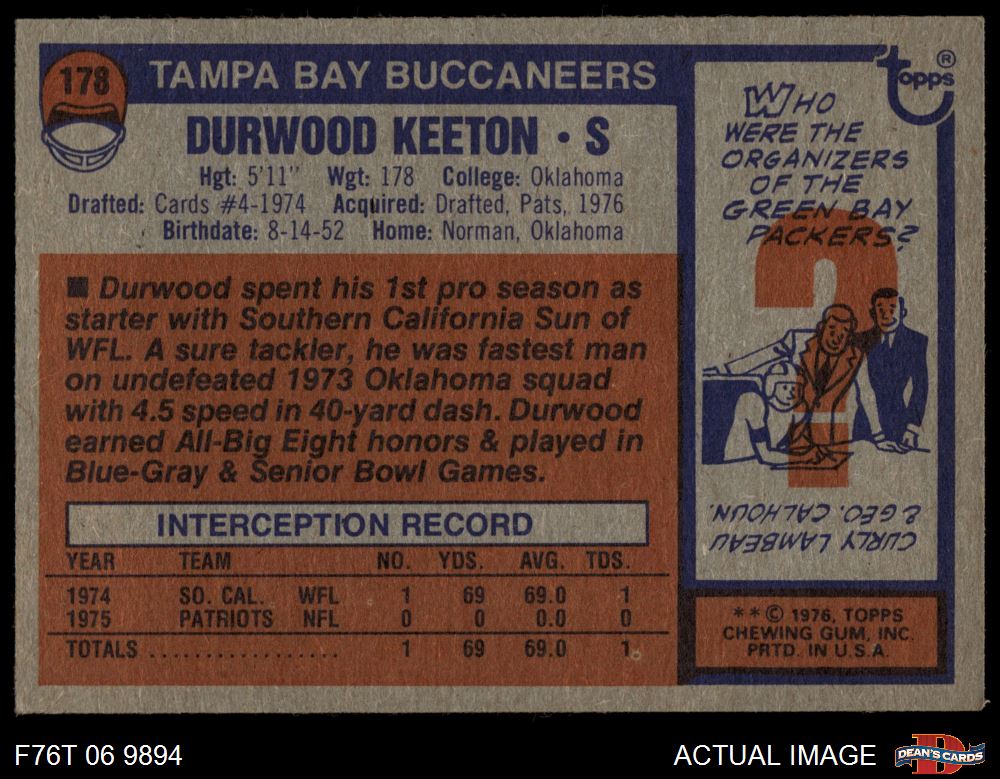 178
TAMPA BAY BUCCANEERS
DURWOOD KEETON • S
Hgt: 5'11" Wgt: 178 College: Oklahoma
Drafted: Cards #4-1974 Acquired: Drafted, Pats, 1976
Birthdate: 8-14-52 Home: Norman, Oklahoma
■ Durwood spent his 1st pro season as
starter with Southern California Sun of
WFL. A sure tackler, he was fastest man
on undefeated 1973 Oklahoma squad
with 4.5 speed in 40-yard dash. Durwood
earned All-Big Eight honors & played in
Blue-Gray & Senior Bowl Games.
INTERCEPTION RECORD
YEAR TEAM NO. YDS. AVG. TDS.
1974 SO. CAL. WFL 1 69 69.0 1
1975 PATRIOTS NFL 0 0 0.0 0
TOTALS .................. 1 69 69.0 1
Topps®
WHO
WERE THE
ORGANIZERS
OF THE
GREEN BAY
PACKERS?
?
CURLY LAMBEAU
& GEO. CALHOUN.
**© 1976, TOPPS
CHEWING GUM, INC.
PRTD. IN U.S.A.
F76T 06 9894
ACTUAL IMAGE
D
DEAN'S CARDS